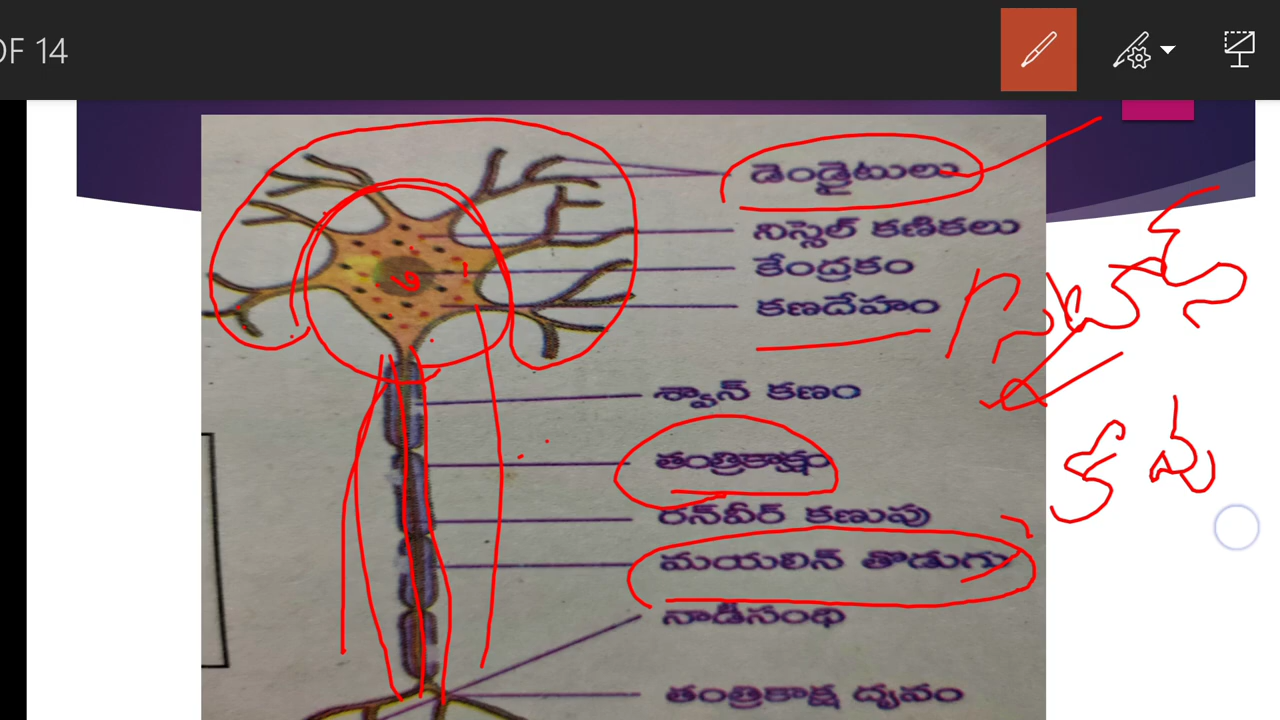 OF 14
డెండ్రైటులు
నిస్సెల్ కణికలు
కేంద్రకం
కణదేహం
శ్వాన్ కణం
తంత్రికాక్షం
రన్‌వీర్ కణుపు
మయలిన్ తొడుగు
నాడీసంధి
తంత్రికాక్ష దృవం